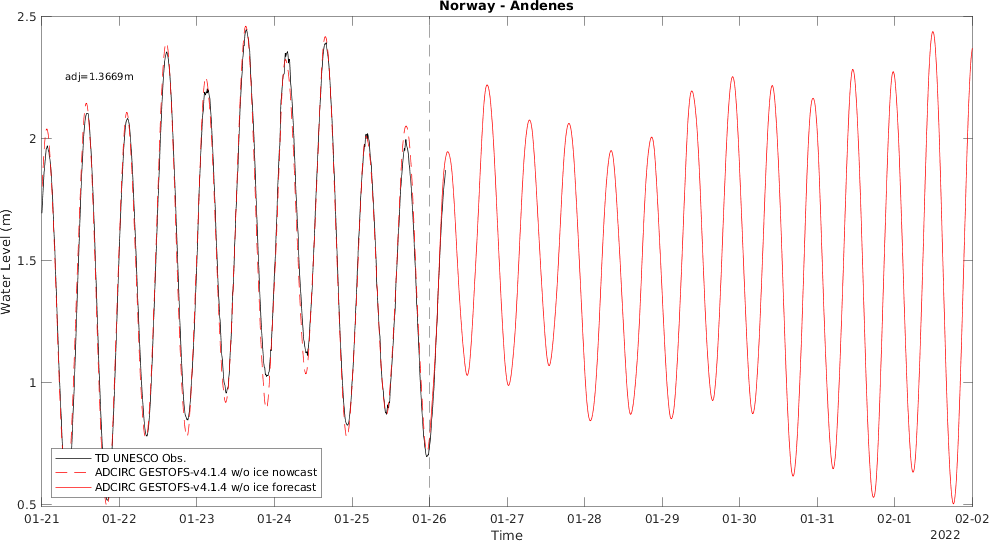 Norway - Andenes
2.5
adj=1.3669m
2
1.5
1
0.5
Water Level (m)
TD UNESCO Obs.
ADCIRC GESTOFS-v4.1.4 w/o ice nowcast
ADCIRC GESTOFS-v4.1.4 w/o ice forecast
01-21 01-22 01-23 01-24 01-25 01-26 01-27 01-28 01-29 01-30 01-31 02-01 02-02
Time
2022